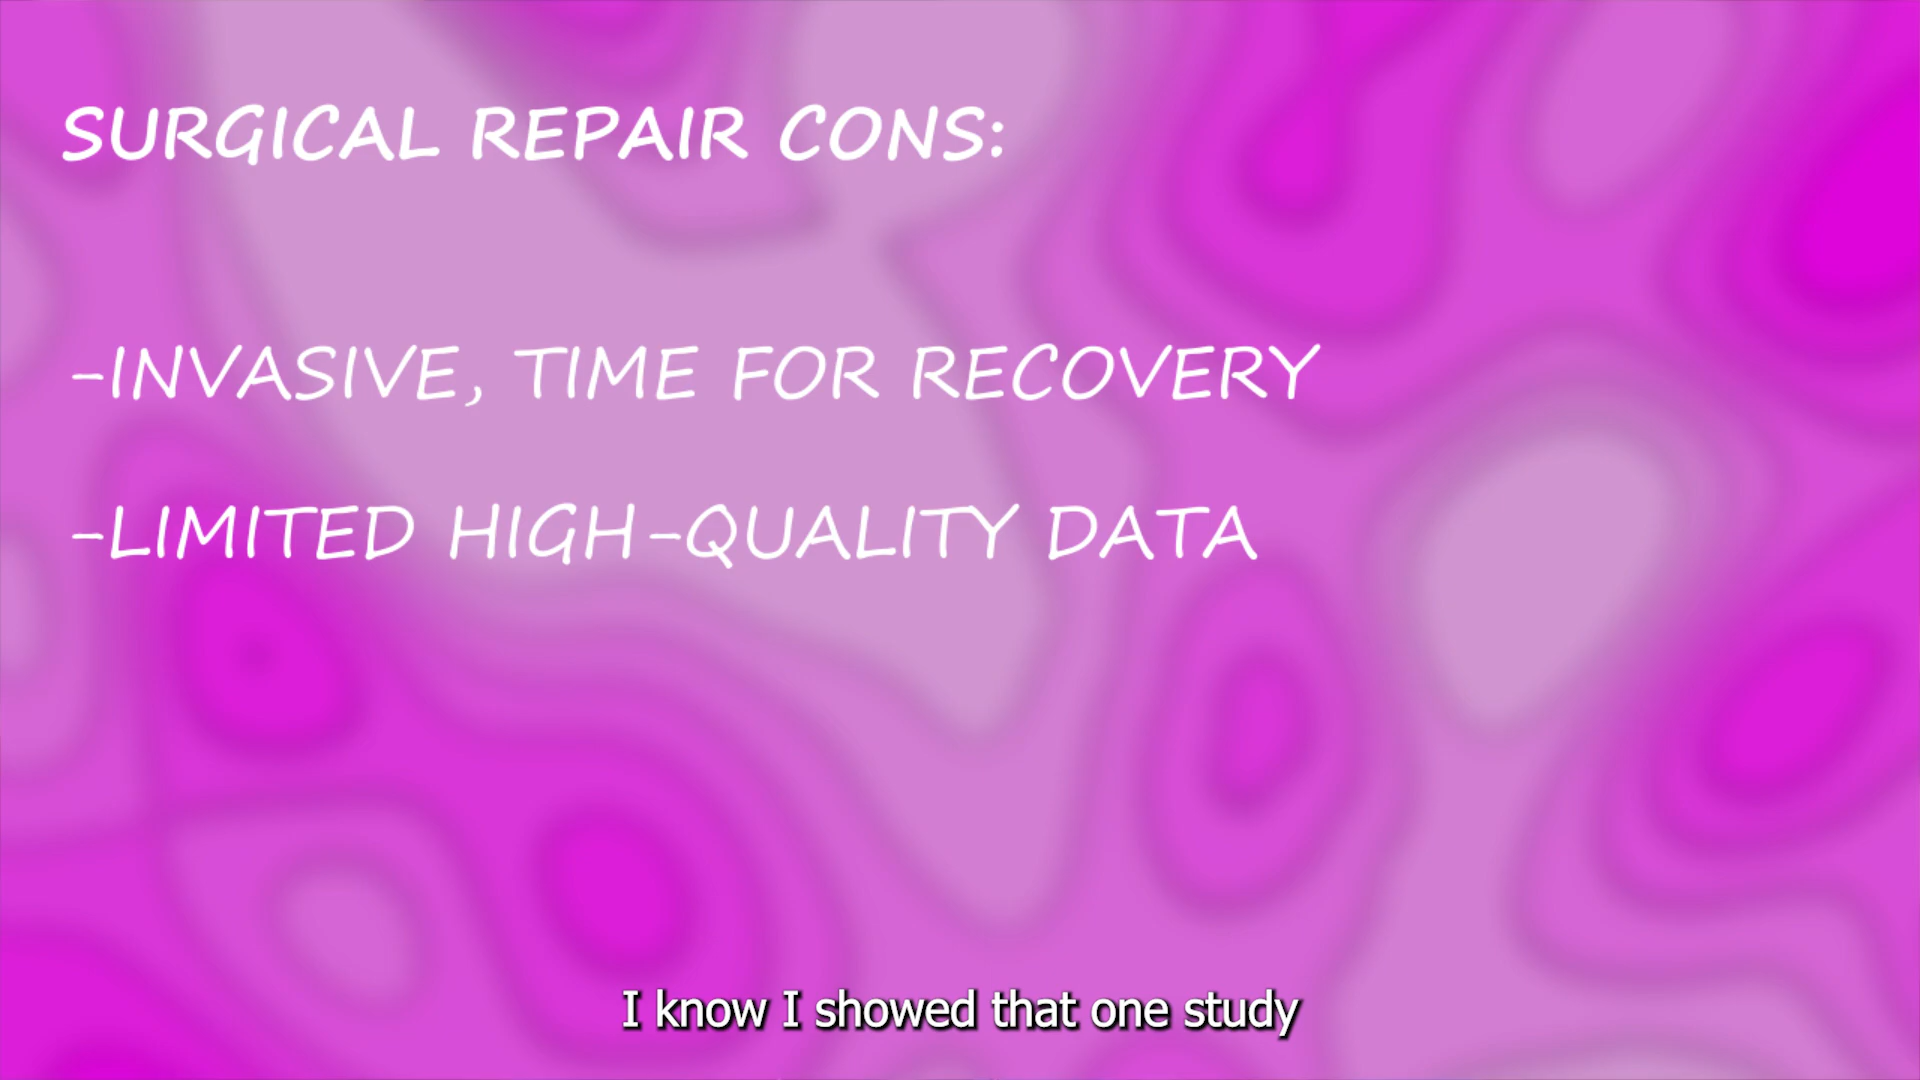 SURGICAL REPAIR CONS:
-INVASIVE, TIME FOR RECOVERY
-LIMITED HIGH-QUALITY DATA
I know I showed that one study